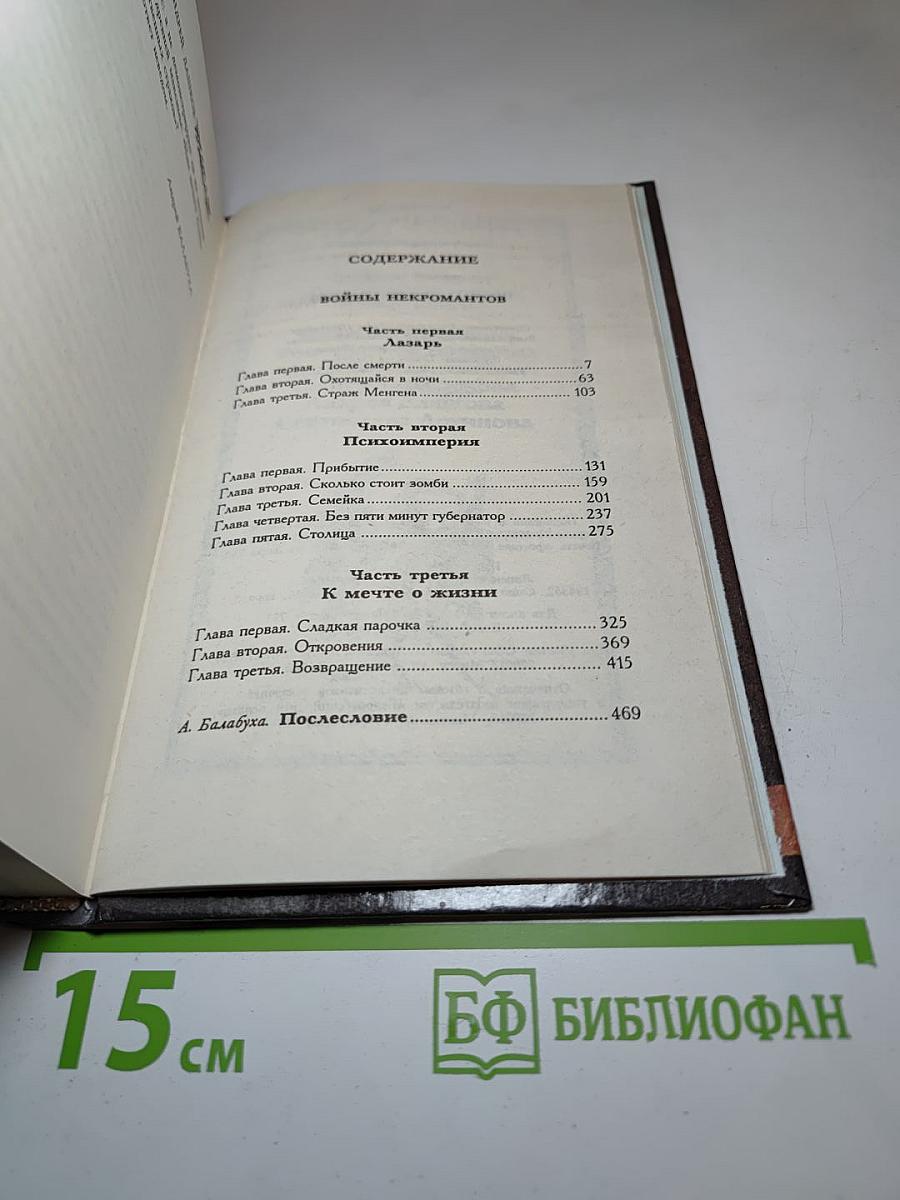 СОДЕРЖАНИЕ
ВОЙНЫ НЕКРОМАНТОВ
Часть первая
Лазарь
Глава первая. После смерти ........ 7
Глава вторая. Охотящайся в ночи ........ 63
Глава третья. Страж Менгена ........ 103
Часть вторая
Психоимперия
Глава первая. Прибытие ........ 131
Глава вторая. Сколько стоит зомби ........ 159
Глава третья. Семейка ........ 201
Глава четвертая. Без пяти минут губернатор ........ 237
Глава пятая. Столица ........ 275
Часть третья
К мечте о жизни
Глава первая. Сладкая парочка ........ 325
Глава вторая. Откровения ........ 369
Глава третья. Возвращение ........ 415
А. Балабуха. Послесловие ........ 469
15 см
БФ БИБЛИОФАН